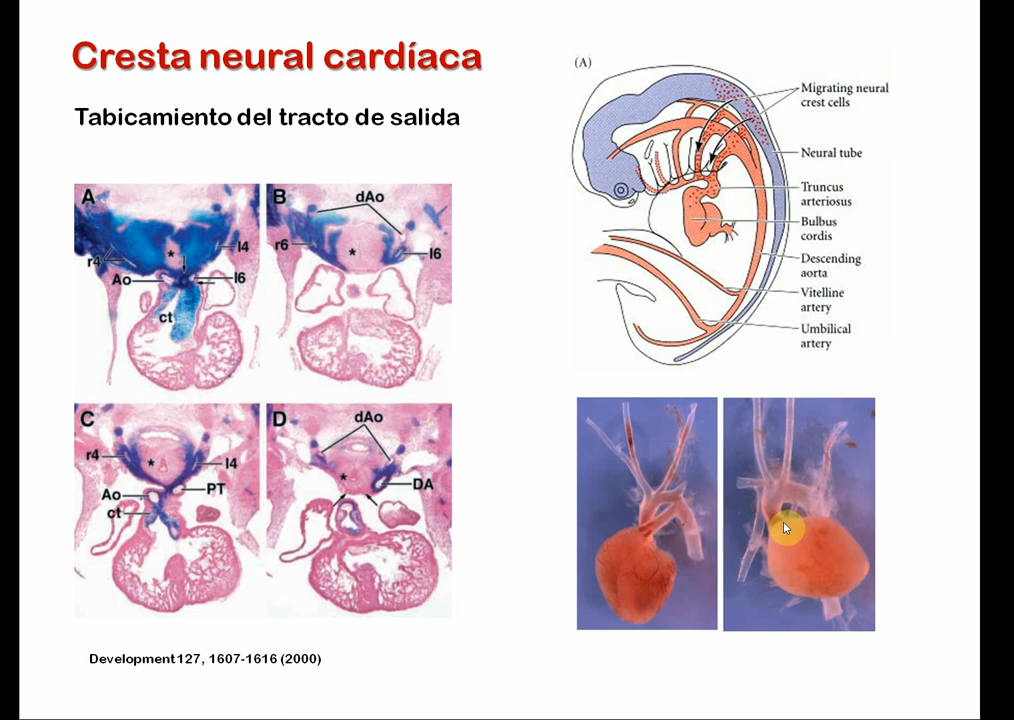 Cresta neural cardíaca
Tabicamiento del tracto de salida
A
r4
Ao
ct
l4
l6
B
dAo
r6
l6
C
r4
l4
Ao
PT
ct
D
dAo
DA
Development 127, 1607-1616 (2000)
(A)
Migrating neural
crest cells
Neural tube
Truncus
arteriosus
Bulbus
cordis
Descending
aorta
Vitelline
artery
Umbilical
artery